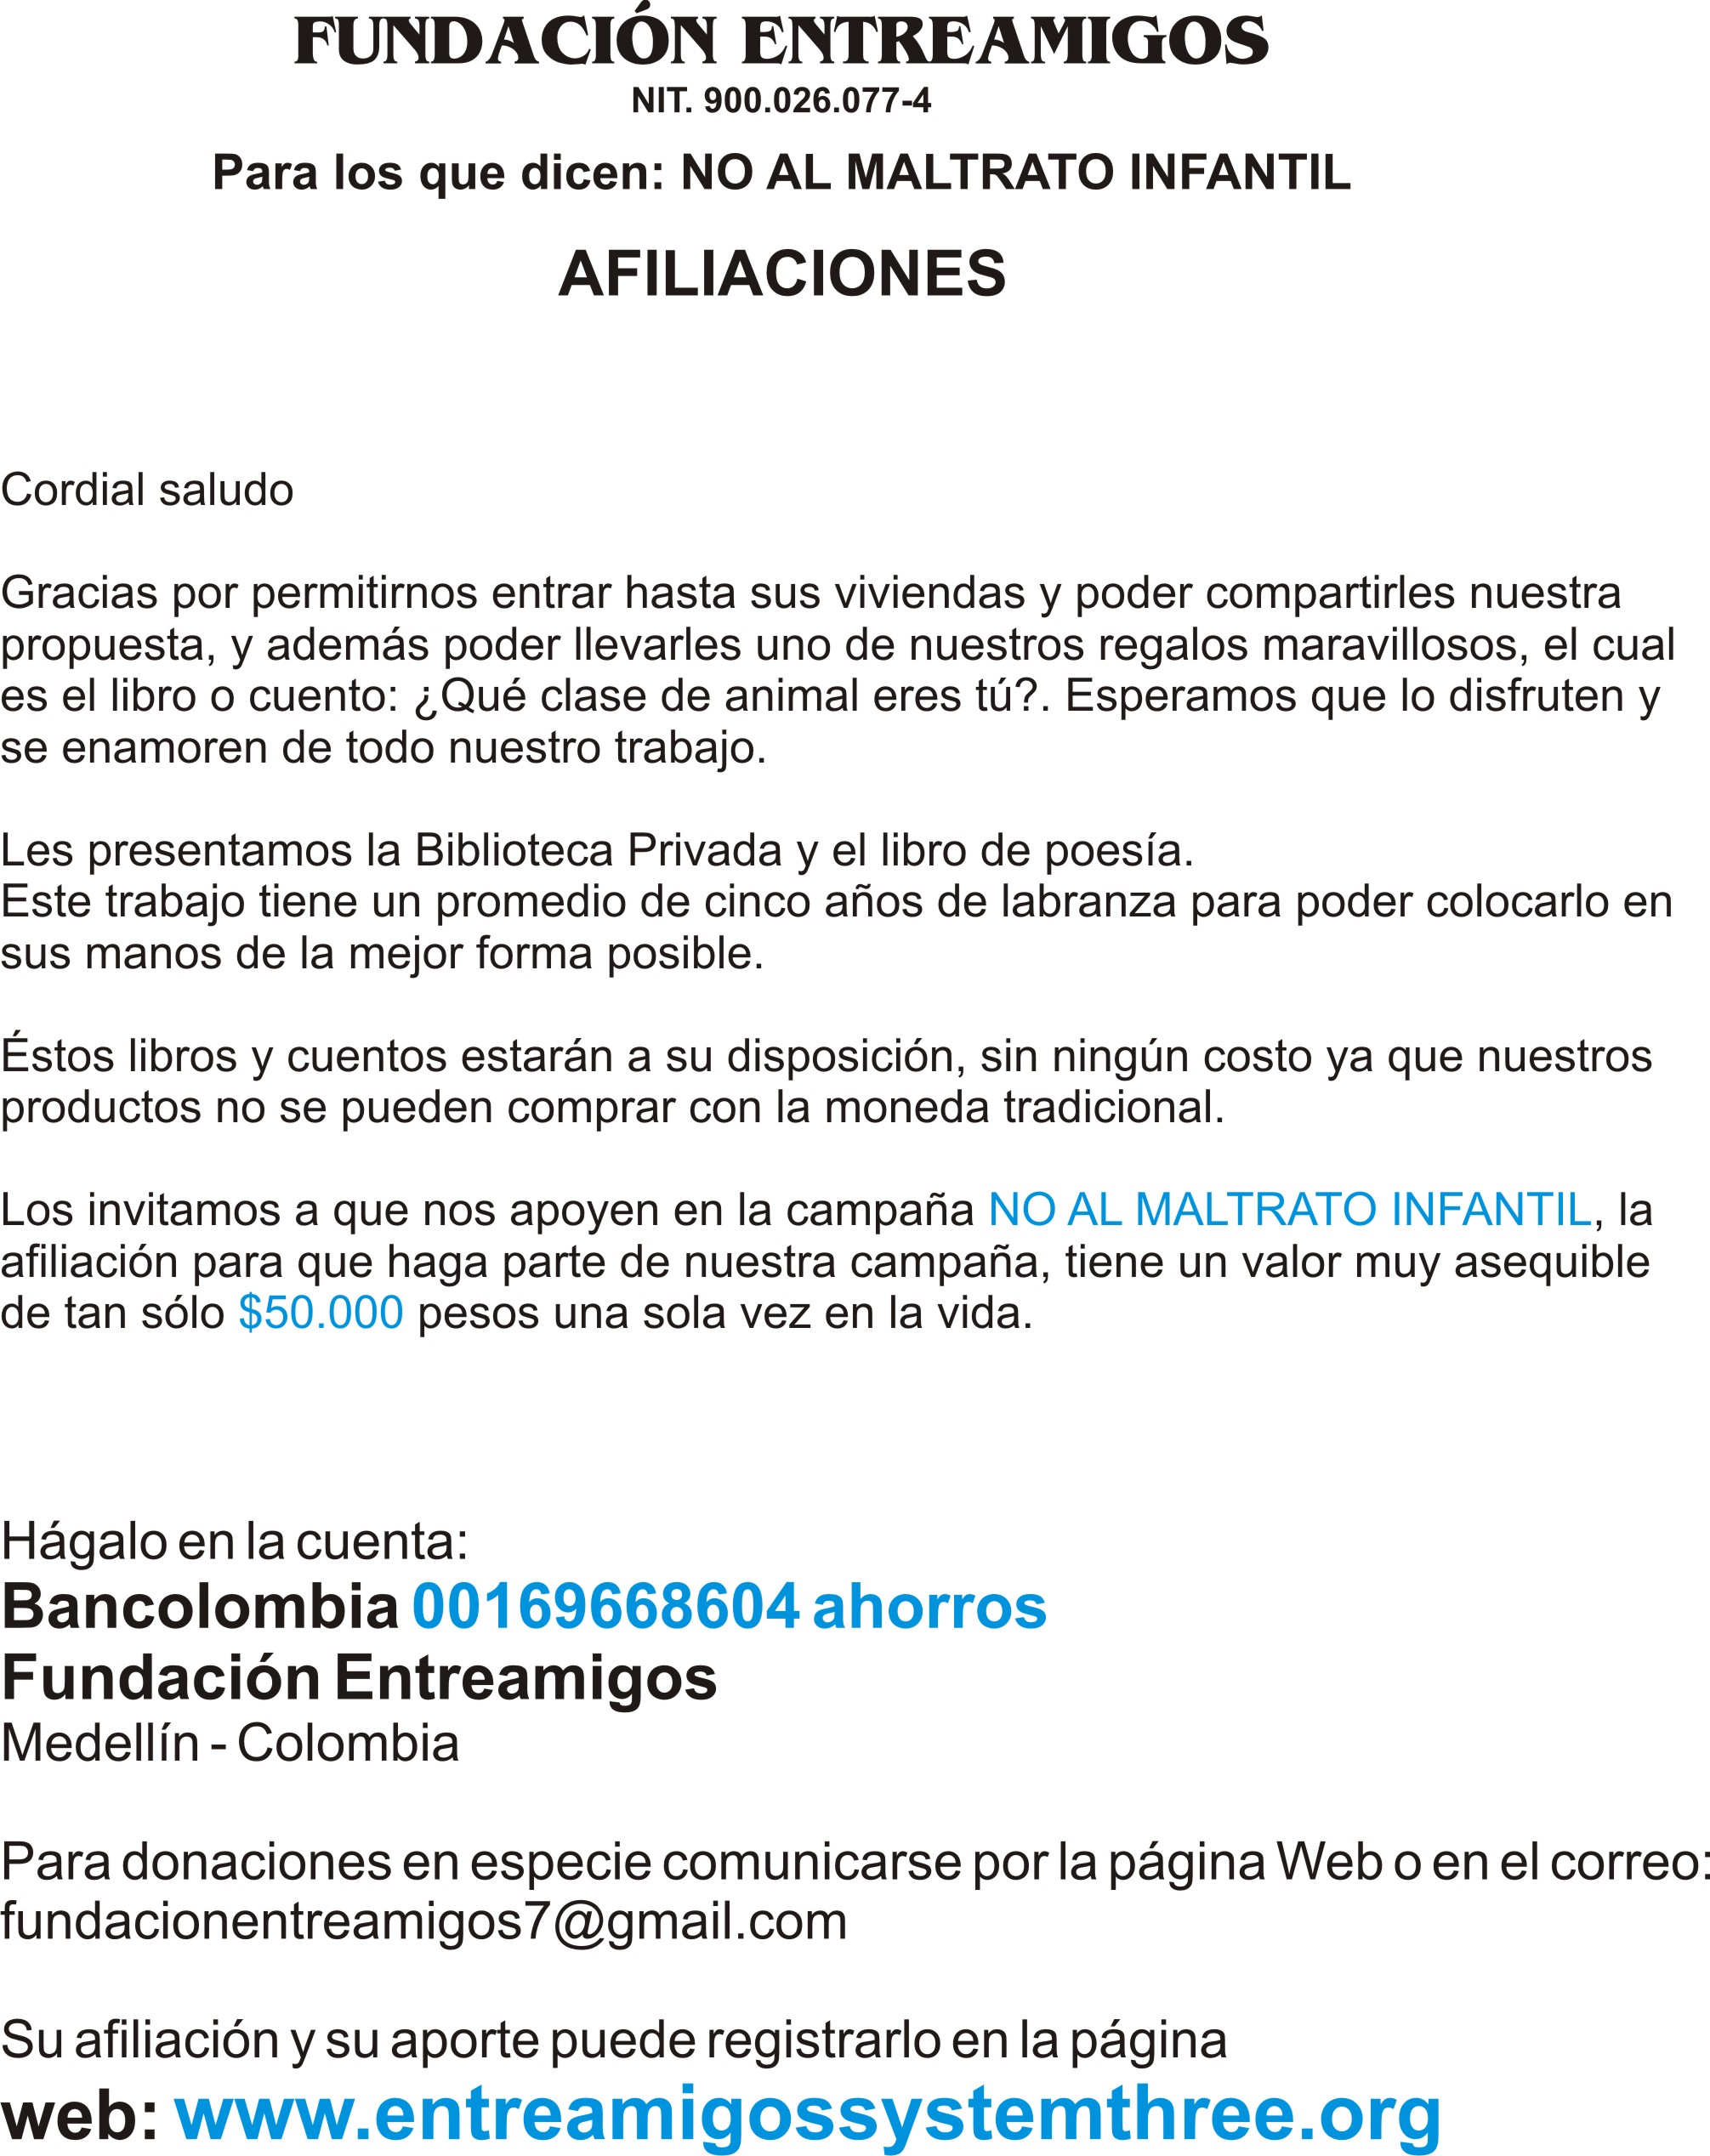 FUNDACIÓN ENTREAMIGOS
NIT. 900.026.077-4
Para los que dicen: NO AL MALTRATO INFANTIL
AFILIACIONES
Cordial saludo
Gracias por permitirnos entrar hasta sus viviendas y poder compartirles nuestra
propuesta, y además poder llevarles uno de nuestros regalos maravillosos, el cual
es el libro o cuento: ¿Qué clase de animal eres tú?. Esperamos que lo disfruten y
se enamoren de todo nuestro trabajo.
Les presentamos la Biblioteca Privada y el libro de poesía.
Este trabajo tiene un promedio de cinco años de labranza para poder colocarlo en
sus manos de la mejor forma posible.
Éstos libros y cuentos estarán a su disposición, sin ningún costo ya que nuestros
productos no se pueden comprar con la moneda tradicional.
Los invitamos a que nos apoyen en la campaña NO AL MALTRATO INFANTIL, la
afiliación para que haga parte de nuestra campaña, tiene un valor muy asequible
de tan sólo $50.000 pesos una sola vez en la vida.
Hágalo en la cuenta:
Bancolombia 00169668604 ahorros
Fundación Entreamigos
Medellín - Colombia
Para donaciones en especie comunicarse por la página Web o en el correo:
fundacionentreamigos7@gmail.com
Su afiliación y su aporte puede registrarlo en la página
web: www.entreamigossystemthree.org